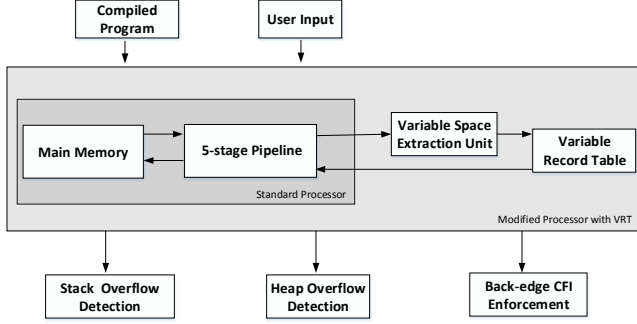 Compiled
Program
User Input
Main Memory
5-stage Pipeline
Variable Space
Extraction Unit
Variable
Record Table
Standard Processor
Modified Processor with VRT
Stack Overflow
Detection
Heap Overflow
Detection
Back-edge CFI
Enforcement